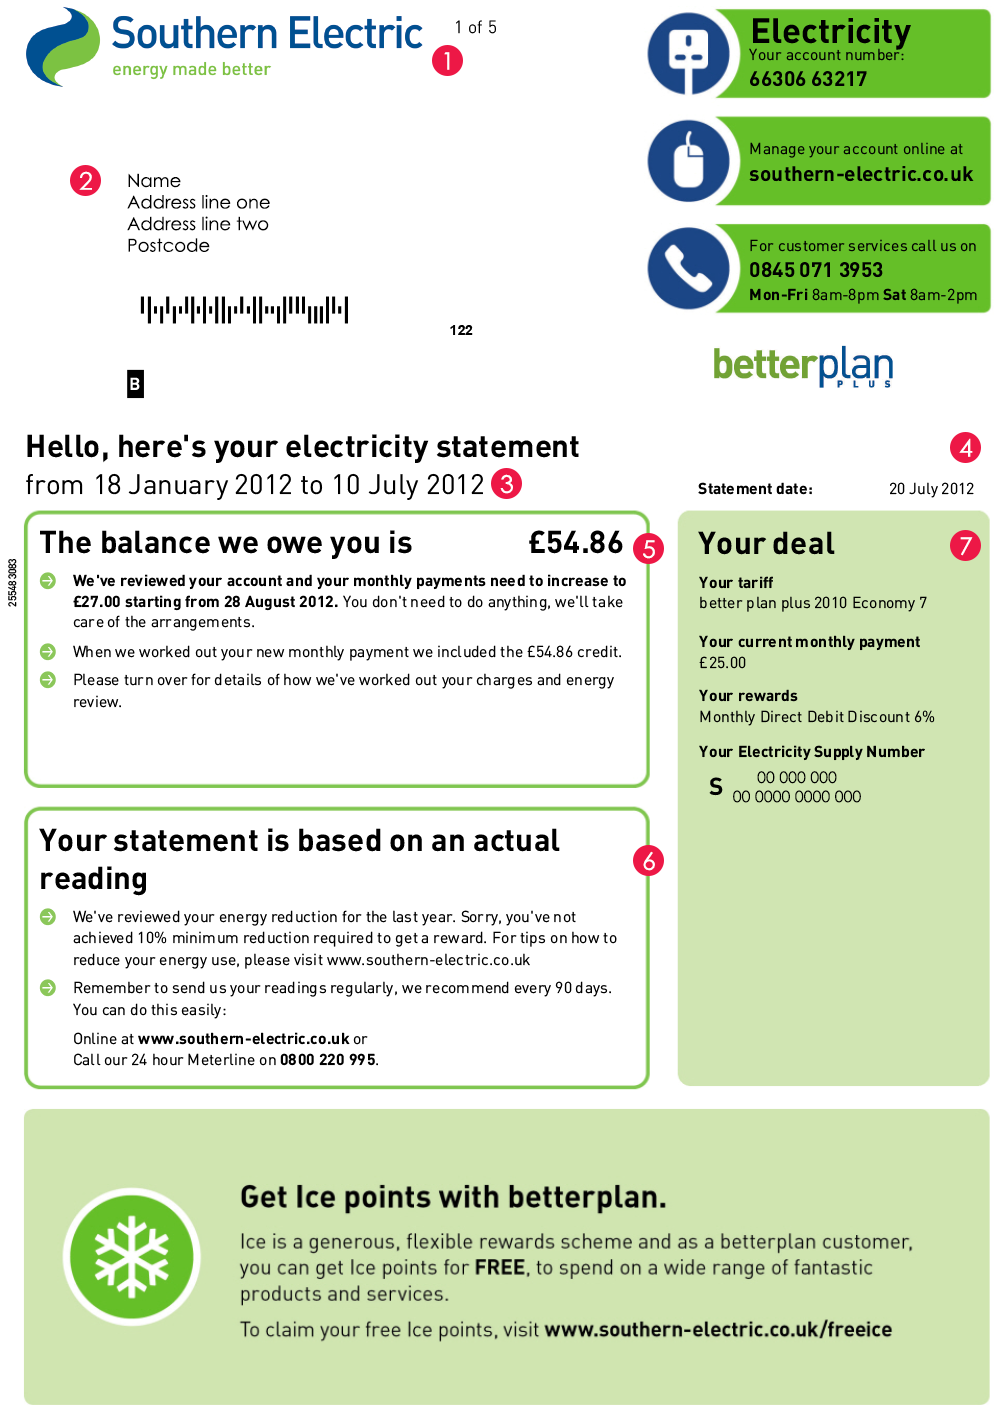 Southern Electric
energy made better
1 of 5
1
Electricity
Your account number:
66306 63217
Manage your account online at
southern-electric.co.uk
For customer services call us on
0845 071 3953
Mon-Fri 8am-8pm Sat 8am-2pm
2
Name
Address line one
Address line two
Postcode
122
B
betterplan
PLUS
Hello, here's your electricity statement
from 18 January 2012 to 10 July 2012 3
4
Statement date: 20 July 2012
255483083
The balance we owe you is £54.86 5
We've reviewed your account and your monthly payments need to increase to
£27.00 starting from 28 August 2012. You don't need to do anything, we'll take
care of the arrangements.
When we worked out your new monthly payment we included the £54.86 credit.
Please turn over for details of how we've worked out your charges and energy
review.
Your deal 7
Your tariff
better plan plus 2010 Economy 7
Your current monthly payment
£25.00
Your rewards
Monthly Direct Debit Discount 6%
Your Electricity Supply Number
S 00 000 000
00 0000 0000 000
Your statement is based on an actual
reading
6
We've reviewed your energy reduction for the last year. Sorry, you've not
achieved 10% minimum reduction required to get a reward. For tips on how to
reduce your energy use, please visit www.southern-electric.co.uk
Remember to send us your readings regularly, we recommend every 90 days.
You can do this easily:
Online at www.southern-electric.co.uk or
Call our 24 hour Meterline on 0800 220 995.
Get Ice points with betterplan.
Ice is a generous, flexible rewards scheme and as a betterplan customer,
you can get Ice points for FREE, to spend on a wide range of fantastic
products and services.
To claim your free Ice points, visit www.southern-electric.co.uk/freeice